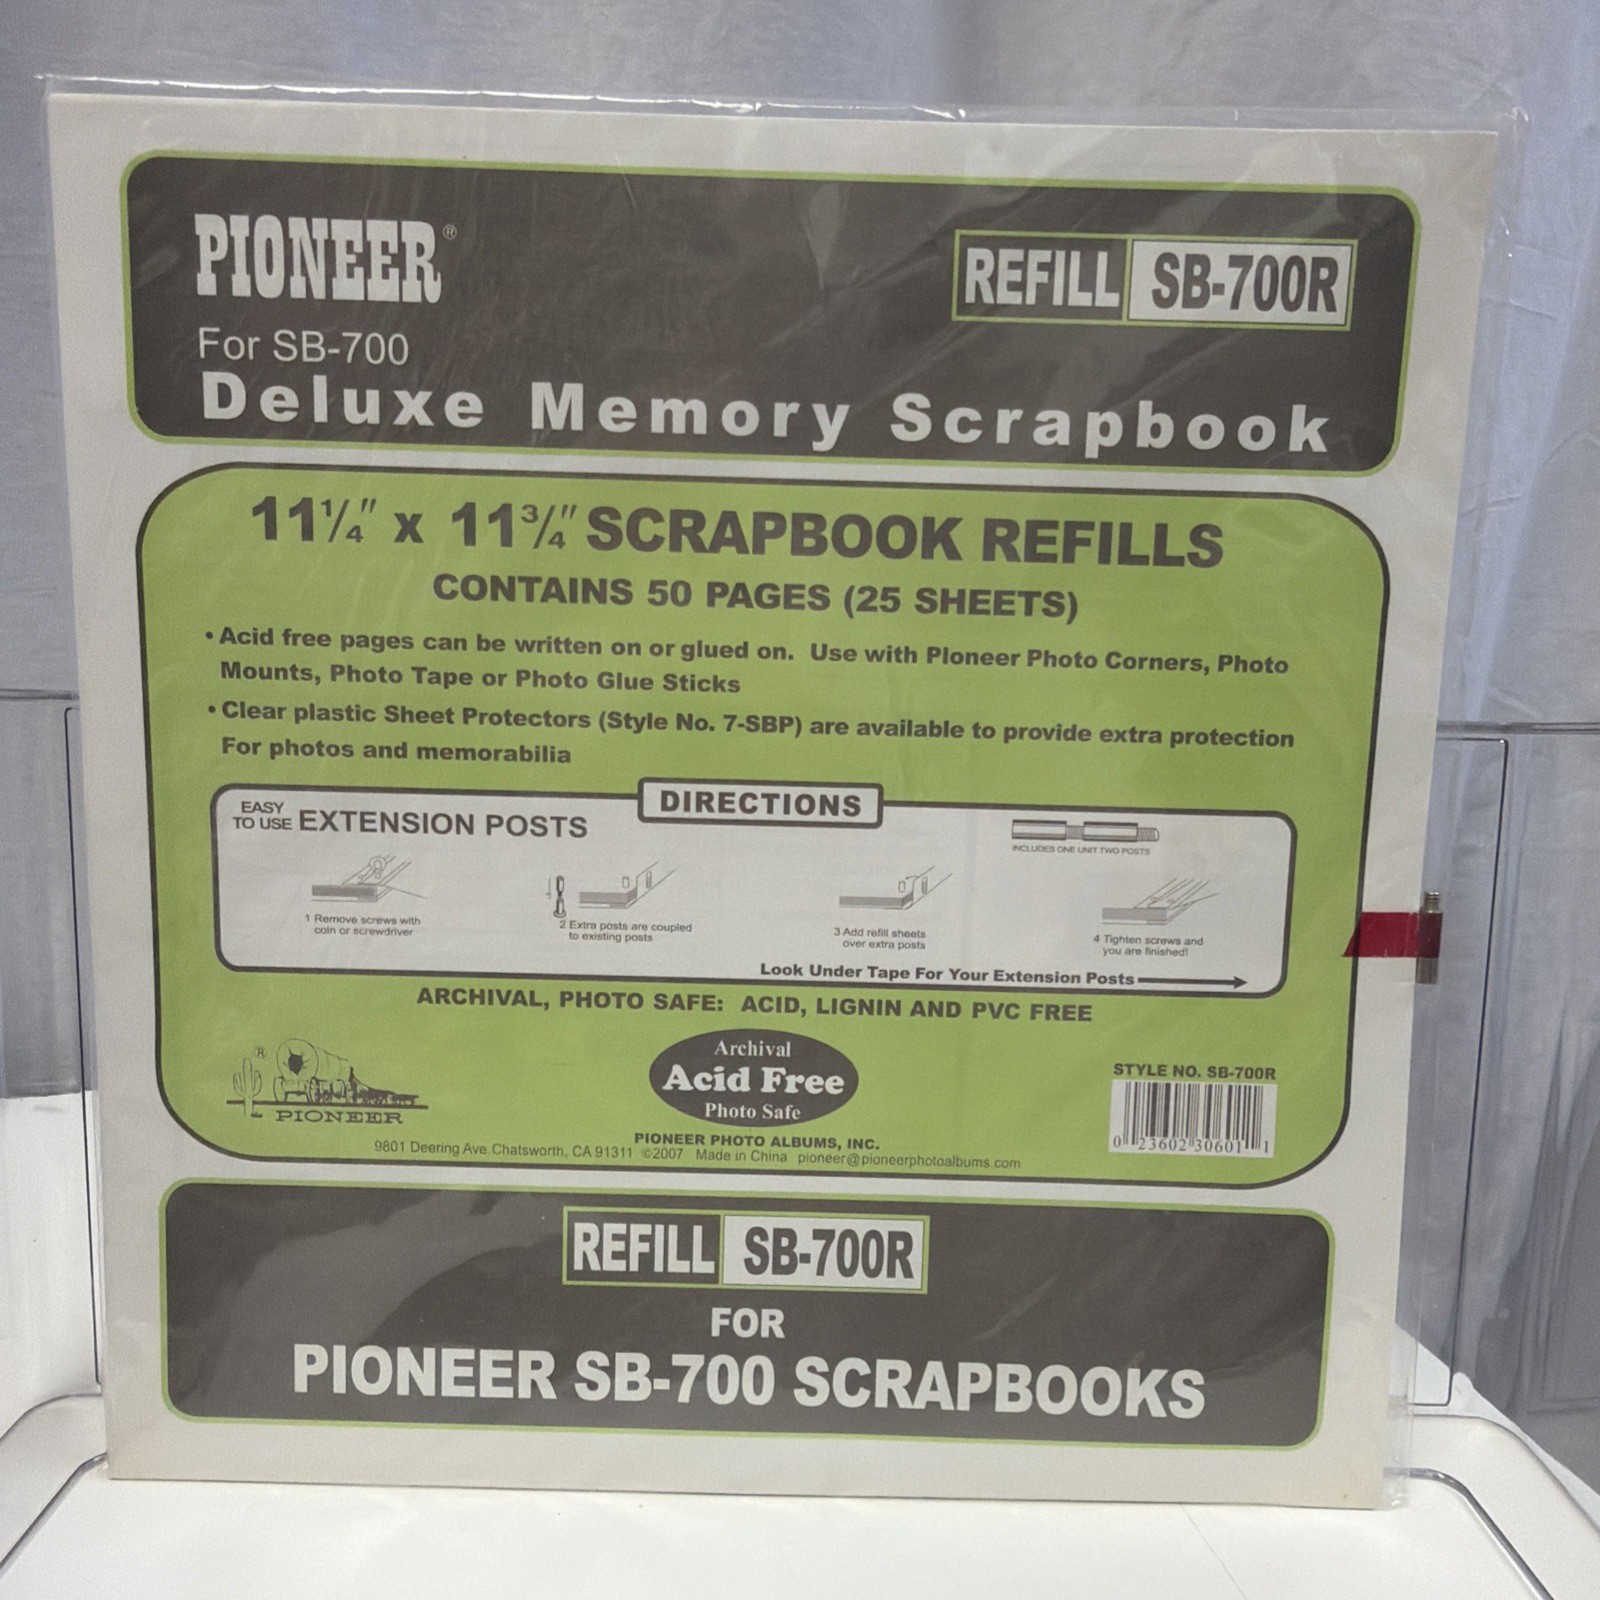 PIONEER®
REFILL SB-700R
For SB-700
Deluxe Memory Scrapbook
11¼" x 11¾" SCRAPBOOK REFILLS
CONTAINS 50 PAGES (25 SHEETS)
• Acid free pages can be written on or glued on. Use with Pioneer Photo Corners, Photo
Mounts, Photo Tape or Photo Glue Sticks
• Clear plastic Sheet Protectors (Style No. 7-SBP) are available to provide extra protection
For photos and memorabilia
DIRECTIONS
EASY
TO USE EXTENSION POSTS
INCLUDES ONE UNIT TWO POSTS
1 Remove screws with
coin or screwdriver
2 Extra posts are coupled
to existing posts
3 Add refill sheets
over extra posts
4 Tighten screws and
you are finished!
Look Under Tape For Your Extension Posts
ARCHIVAL, PHOTO SAFE: ACID, LIGNIN AND PVC FREE
®
PIONEER
Archival
Acid Free
Photo Safe
STYLE NO. SB-700R
0 23602 30601 1
PIONEER PHOTO ALBUMS, INC.
9801 Deering Ave. Chatsworth, CA 91311 ©2007 Made in China pioneer@pioneerphotoalbums.com
REFILL SB-700R
FOR
PIONEER SB-700 SCRAPBOOKS